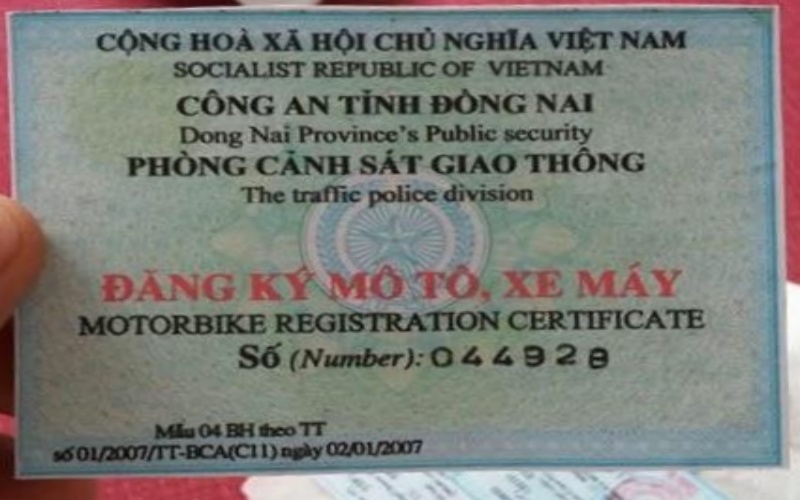 CỘNG HOÀ XÃ HỘI CHỦ NGHĨA VIỆT NAM
SOCIALIST REPUBLIC OF VIETNAM
CÔNG AN TỈNH ĐỒNG NAI
Dong Nai Province's Public security
PHÒNG CẢNH SÁT GIAO THÔNG
The traffic police division
ĐĂNG KÝ MÔ TÔ, XE MÁY
MOTORBIKE REGISTRATION CERTIFICATE
Số (Number): 044928
Mẫu 04 BH theo TT
số 01/2007/TT-BCA(C11) ngày 02/01/2007